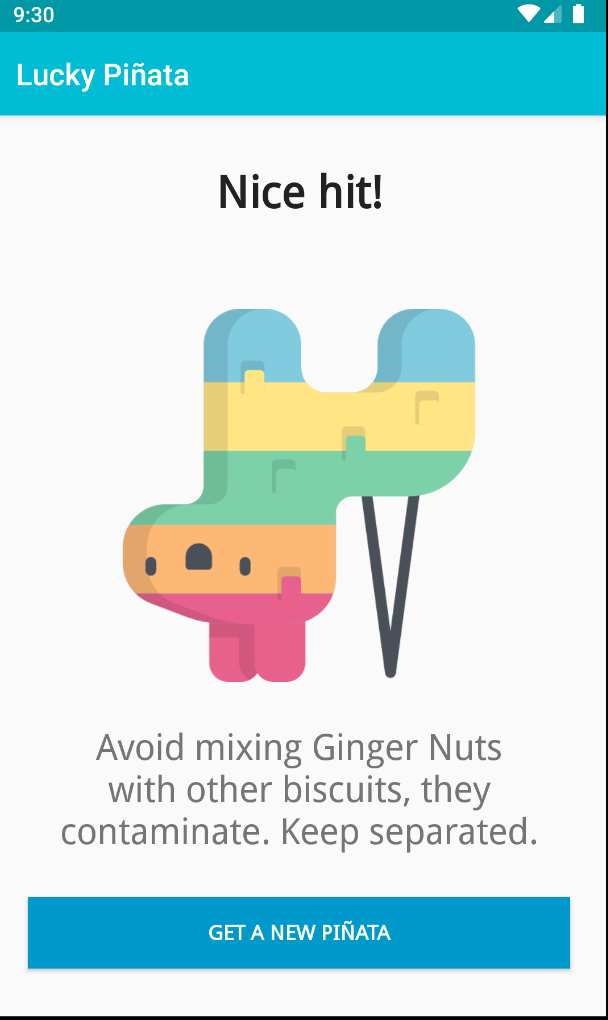 9:30
Lucky Piñata
Nice hit!
Avoid mixing Ginger Nuts
with other biscuits, they
contaminate. Keep separated.
GET A NEW PIÑATA